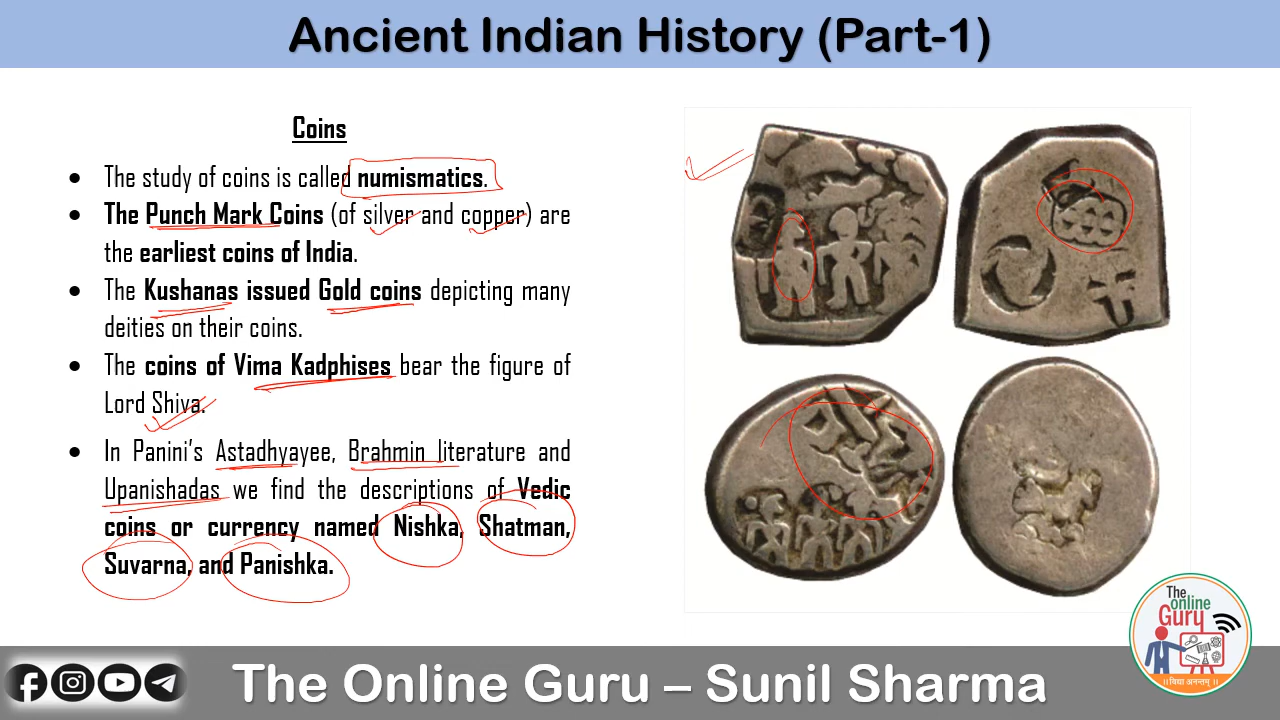 Ancient Indian History (Part-1)
Coins
• The study of coins is called numismatics.
• The Punch Mark Coins (of silver and copper) are
the earliest coins of India.
• The Kushanas issued Gold coins depicting many
deities on their coins.
• The coins of Vima Kadphises bear the figure of
Lord Shiva.
• In Panini's Astadhyayee, Brahmin literature and
Upanishadas we find the descriptions of Vedic
coins or currency named Nishka, Shatman,
Suvarna, and Panishka.
The
online
Guru
॥ विद्या अनन्तम् ॥
The Online Guru – Sunil Sharma